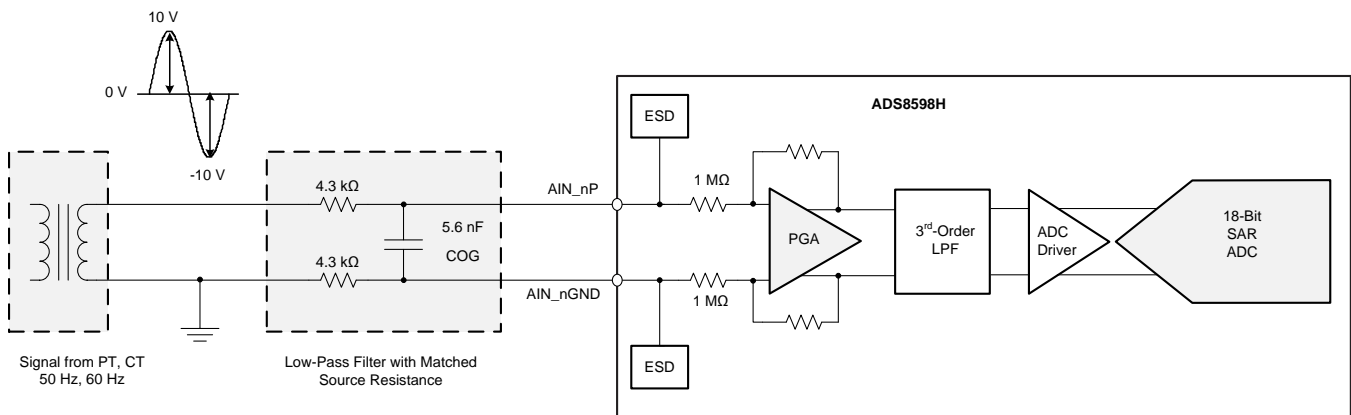 10 V
0 V
-10 V
ADS8598H
ESD
4.3 kΩ
AIN_nP
1 MΩ
5.6 nF
COG
PGA
3rd-Order
LPF
ADC
Driver
18-Bit
SAR
ADC
4.3 kΩ
AIN_nGND
1 MΩ
ESD
Signal from PT, CT
50 Hz, 60 Hz
Low-Pass Filter with Matched
Source Resistance